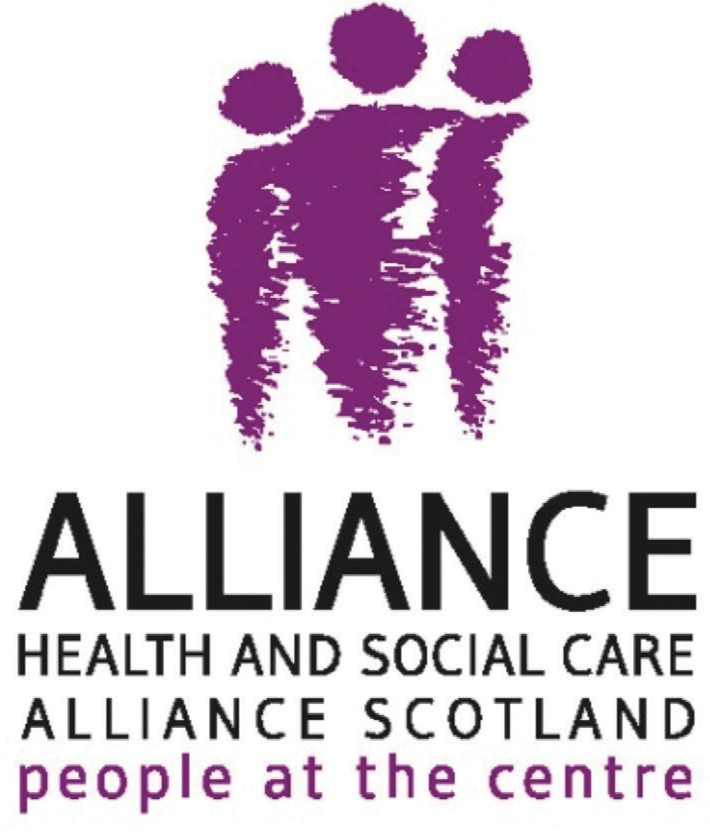 ALLIANCE
HEALTH AND SOCIAL CARE
ALLIANCE SCOTLAND
people at the centre